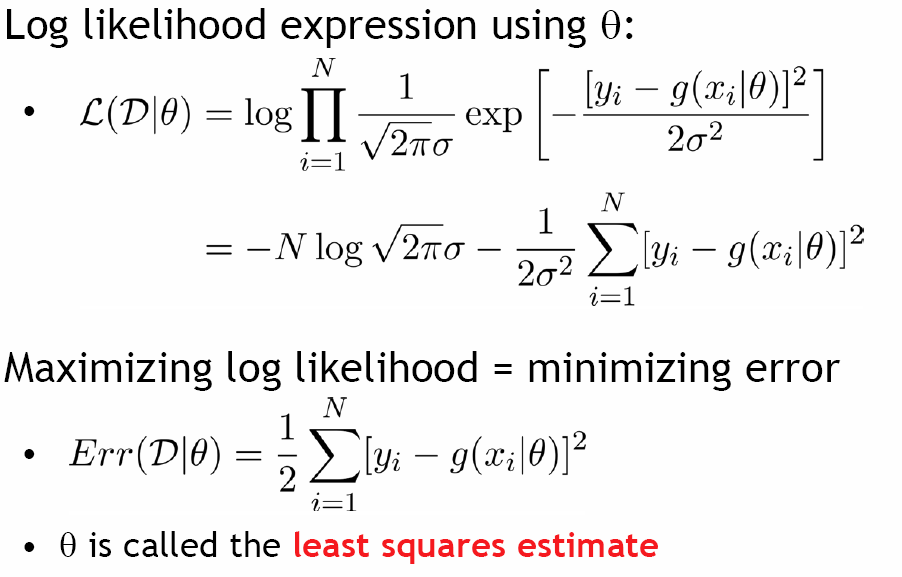 Log likelihood expression using θ:
• $\mathcal{L}(\mathcal{D}|\theta) = \log \prod_{i=1}^{N} \frac{1}{\sqrt{2\pi}\sigma} \exp \left[ -\frac{[y_i - g(x_i|\theta)]^2}{2\sigma^2} \right]$
$= -N \log \sqrt{2\pi}\sigma - \frac{1}{2\sigma^2} \sum_{i=1}^{N} [y_i - g(x_i|\theta)]^2$
Maximizing log likelihood = minimizing error
• $Err(\mathcal{D}|\theta) = \frac{1}{2} \sum_{i=1}^{N} [y_i - g(x_i|\theta)]^2$
• θ is called the least squares estimate